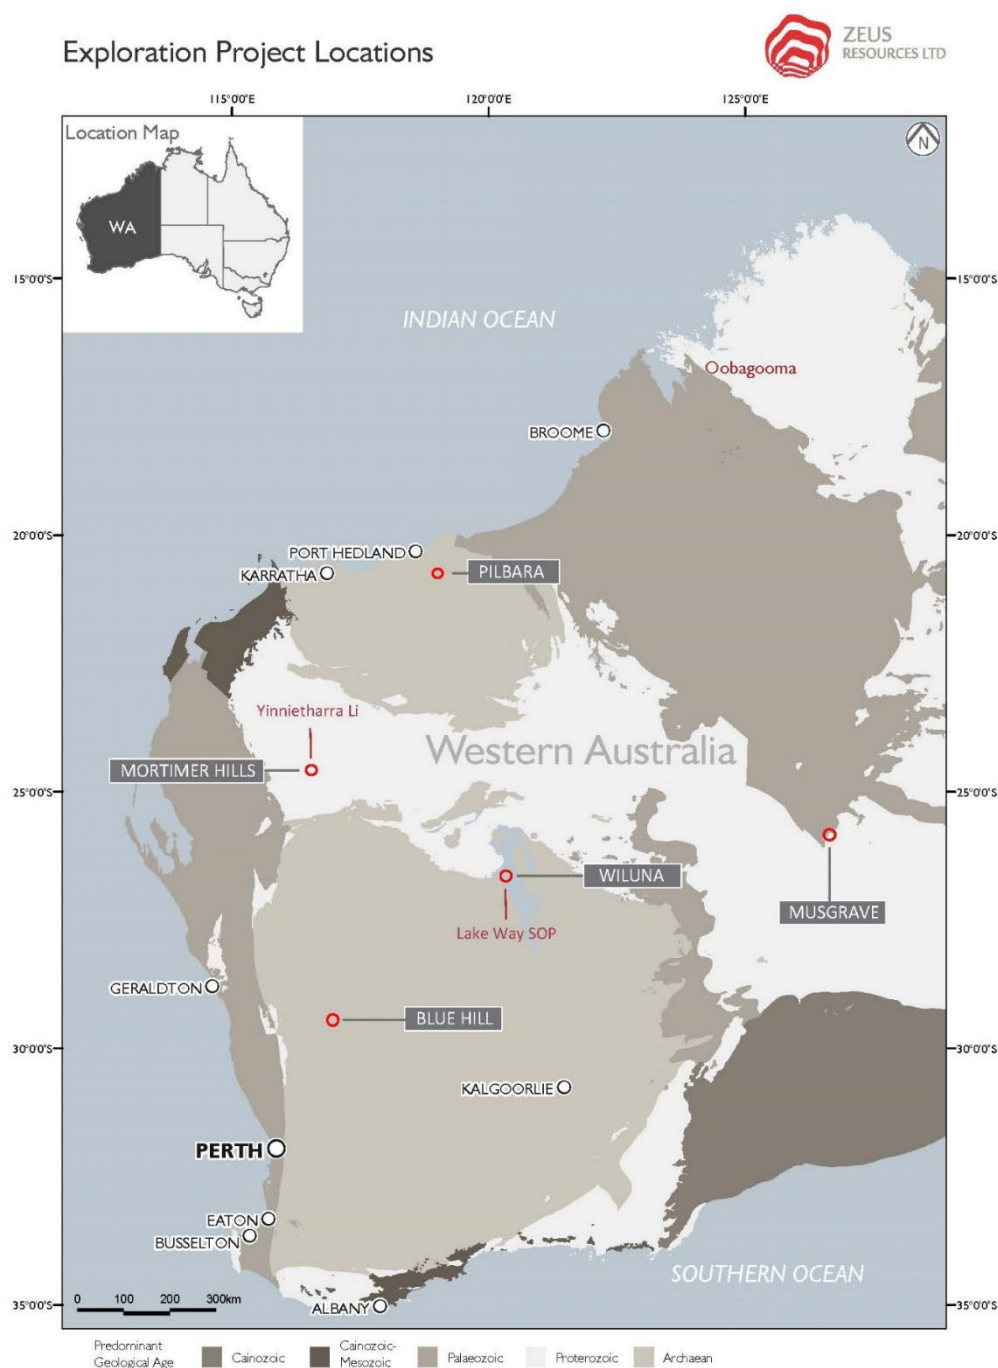 Exploration Project Locations
ZEUS
RESOURCES LTD
115°0'0"E
120°0'0"E
125°0'0"E
Location Map
N
WA
15°0'0"S
15°0'0"S
INDIAN OCEAN
Oobagooma
BROOME
20°0'0"S
20°0'0"S
PORT HEDLAND
KARRATHA
PILBARA
Yinnietharra Li
Western Australia
MORTIMER HILLS
25°0'0"S
25°0'0"S
WILUNA
MUSGRAVE
Lake Way SOP
GERALDTON
BLUE HILL
30°0'0"S
30°0'0"S
KALGOORLIE
PERTH
EATON
BUSSELTON
SOUTHERN OCEAN
0 100 200 300km
ALBANY
35°0'0"S
35°0'0"S
Predominant
Geological Age
Cainozoic
Cainozoic-
Mesozoic
Palaeozoic
Proterozoic
Archaean